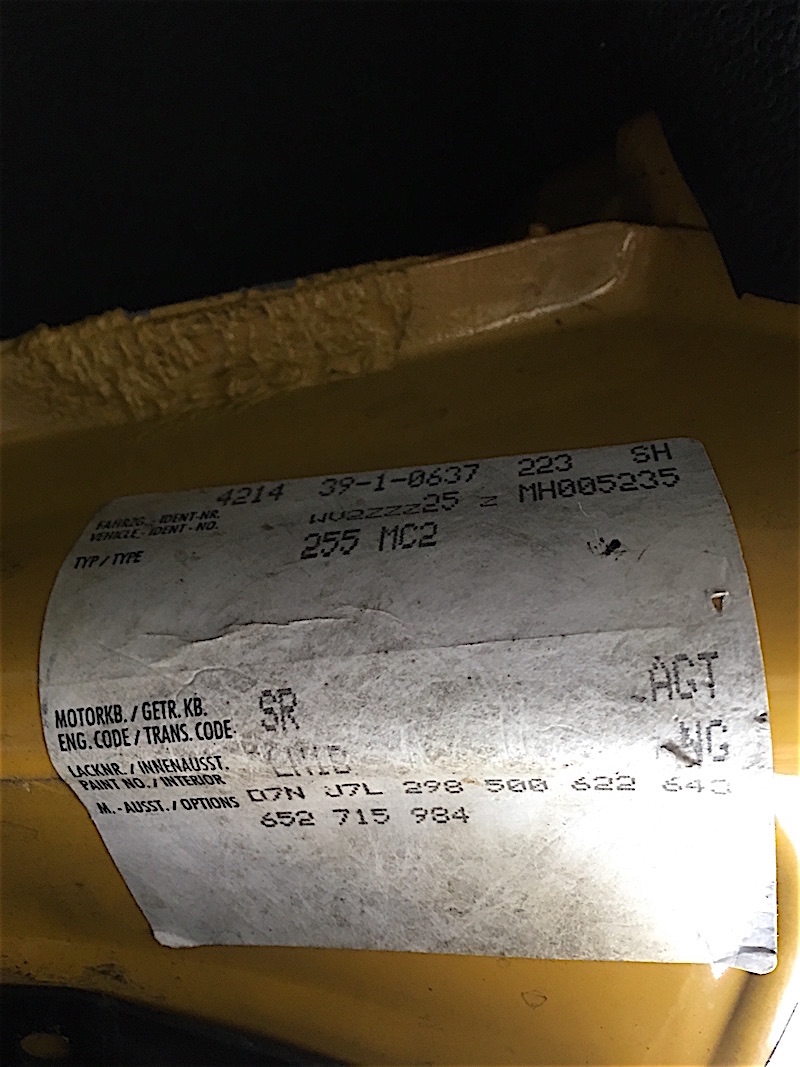 4214 39-1-0637 223 SH
FAHRZG.-IDENT-NR.
VEHICLE.-IDENT-NO. WV2ZZZ25 Z MH005235
TYP / TYPE 255 MC2
MOTORKB. / GETR. KB.
ENG. CODE / TRANS. CODE SR AGT
LACKNR. / INNENAUSST.
PAINT NO. / INTERIOR
M.-AUSST. / OPTIONS D7N U7L 298 500 622
652 715 984